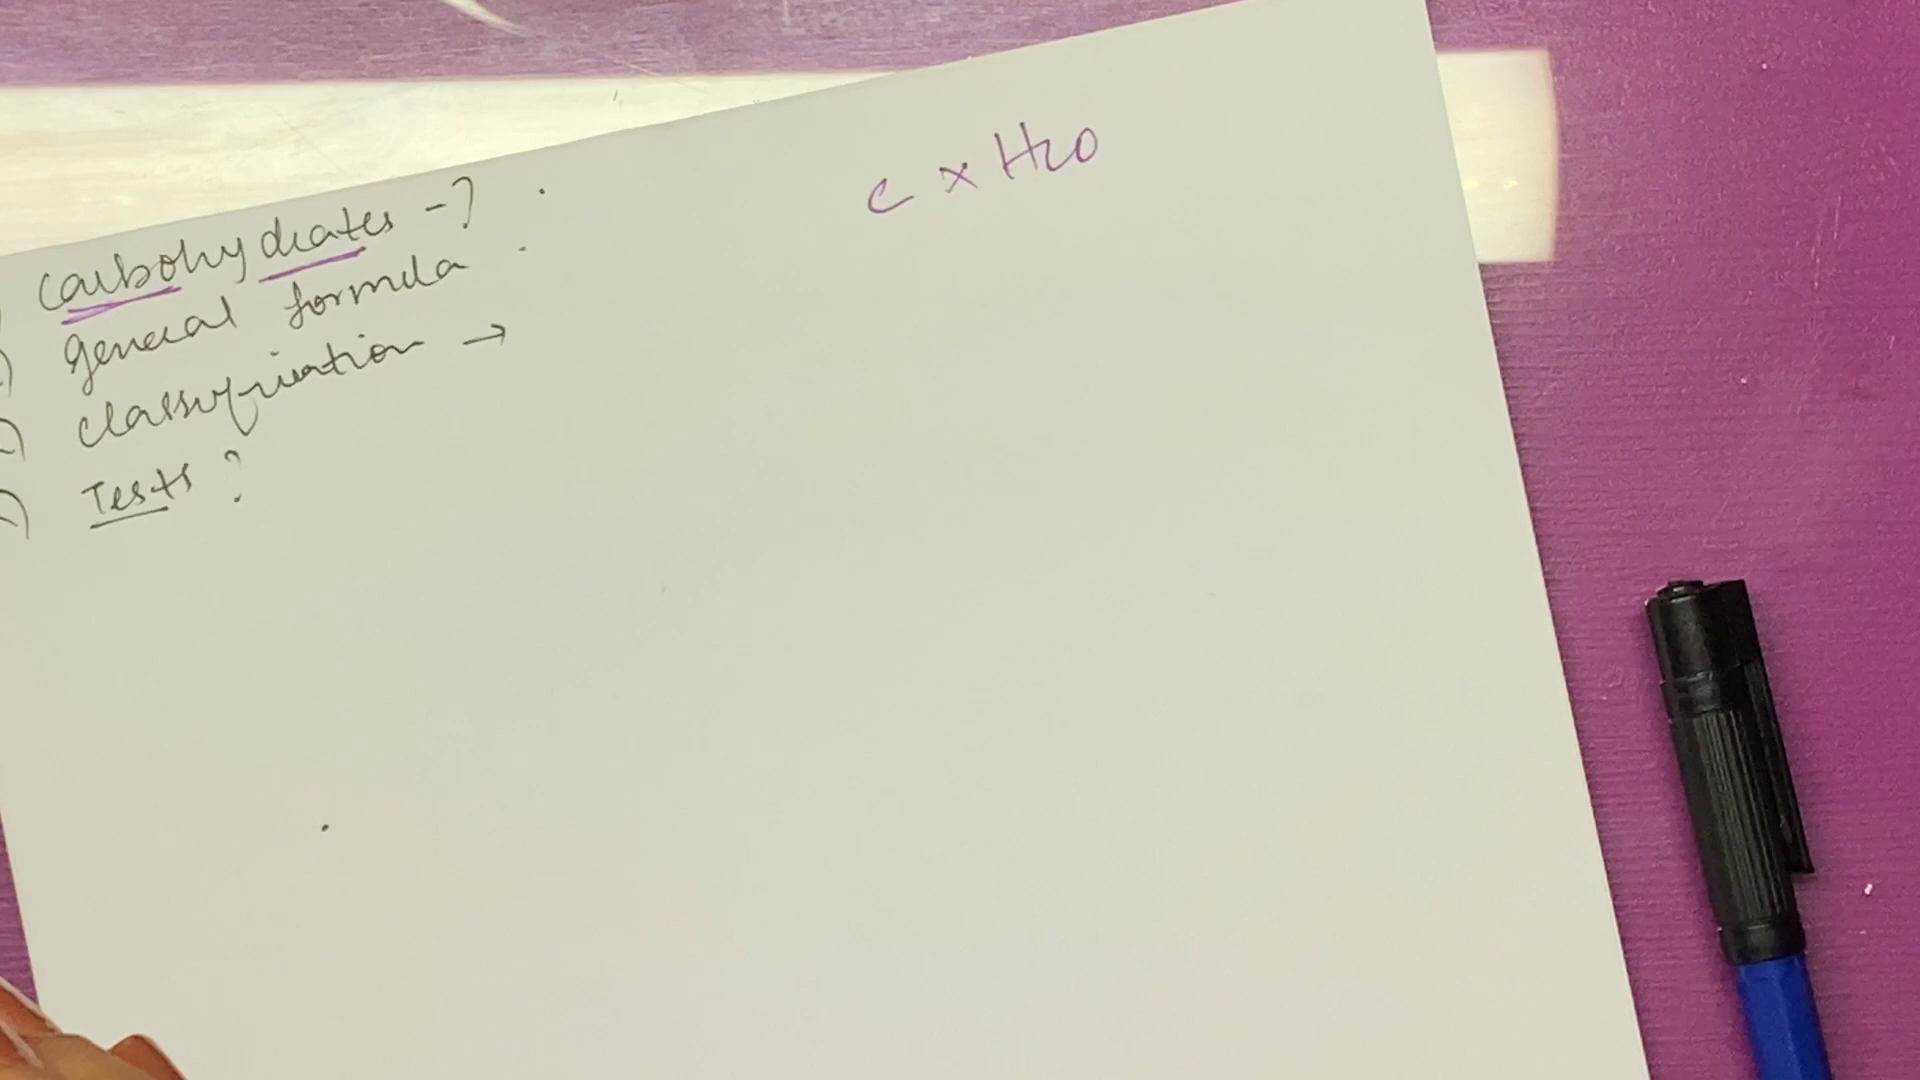 carbohydrates - ?
general formula
classification →
Tests ?
C x H2O